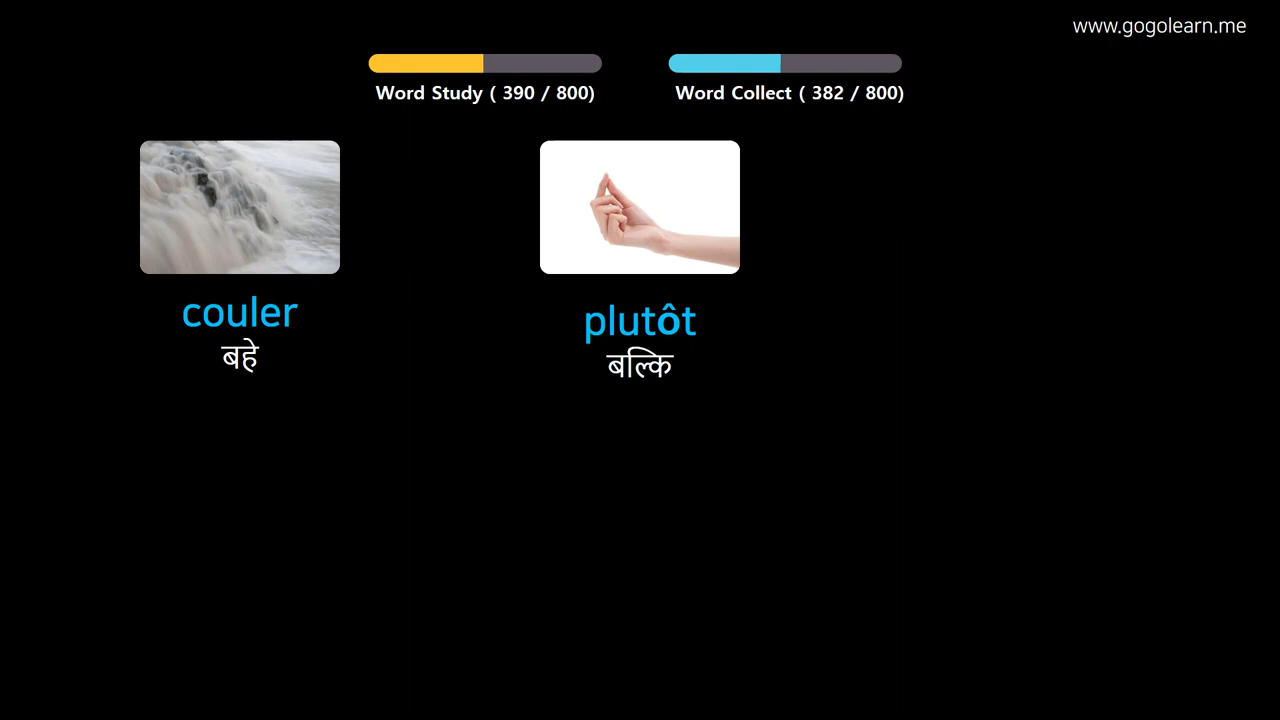 www.gogolearn.me
Word Study ( 390 / 800)
Word Collect ( 382 / 800)
couler
बहे
plutôt
बल्कि